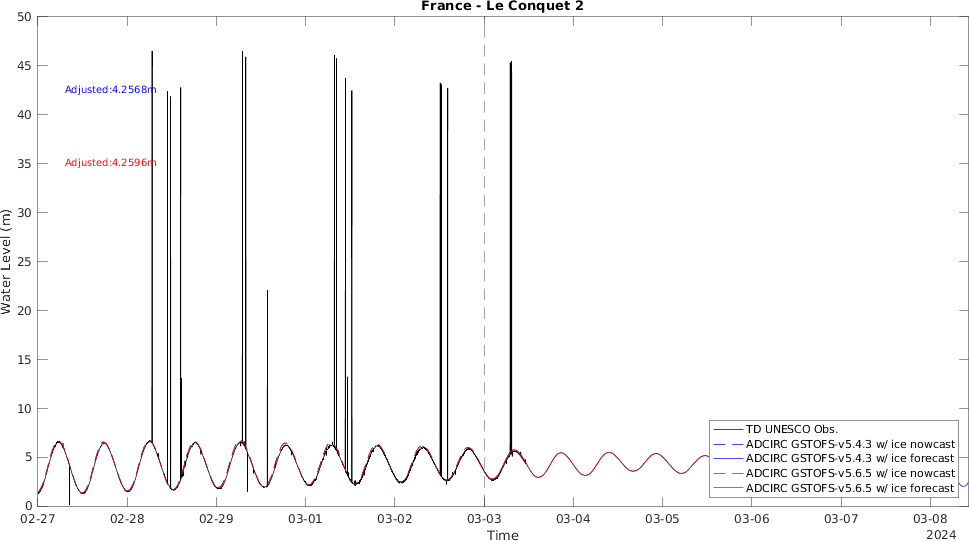 France - Le Conquet 2
50
45
40
35
30
25
20
15
10
5
0
Water Level (m)
Adjusted:4.2568m
Adjusted:4.2596m
TD UNESCO Obs.
ADCIRC GSTOFS-v5.4.3 w/ ice nowcast
ADCIRC GSTOFS-v5.4.3 w/ ice forecast
ADCIRC GSTOFS-v5.6.5 w/ ice nowcast
ADCIRC GSTOFS-v5.6.5 w/ ice forecast
02-27 02-28 02-29 03-01 03-02 03-03 03-04 03-05 03-06 03-07 03-08
Time
2024